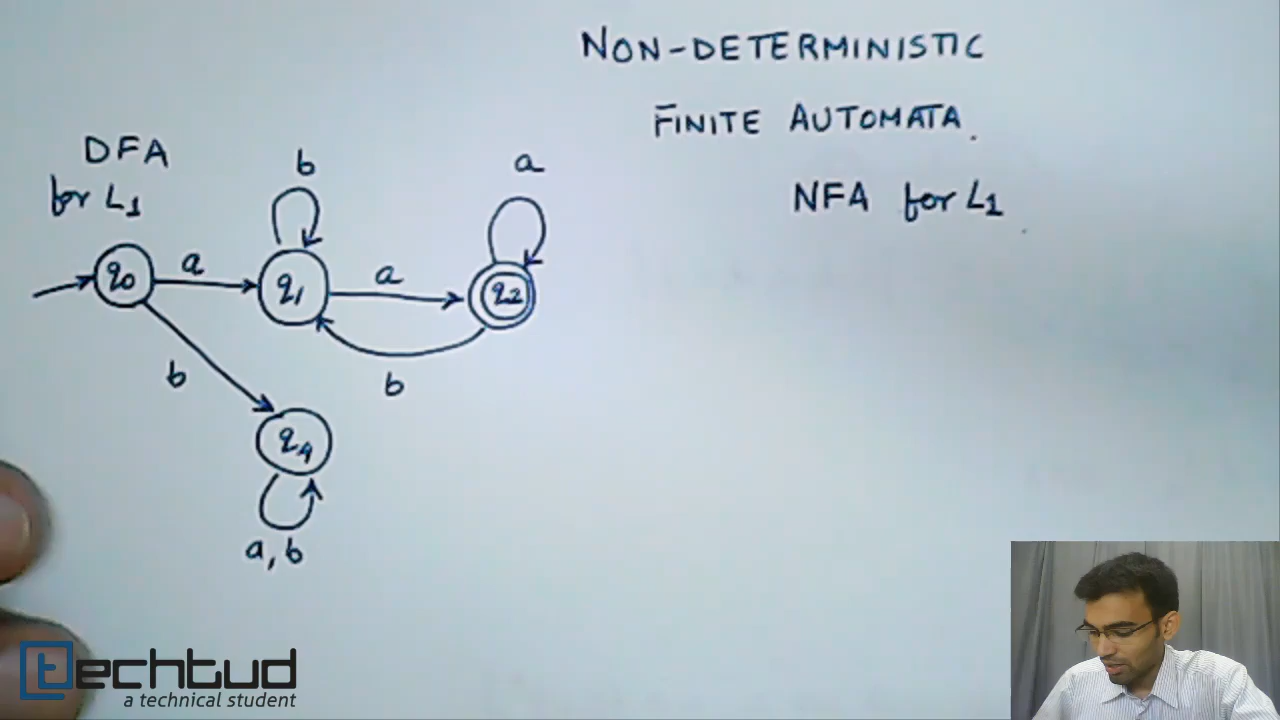 NON-DETERMINISTIC
FINITE AUTOMATA.
DFA
for L1
NFA for L1
b
a
q0
a
q1
a
q2
b
b
q4
a, b
techtud
a technical student